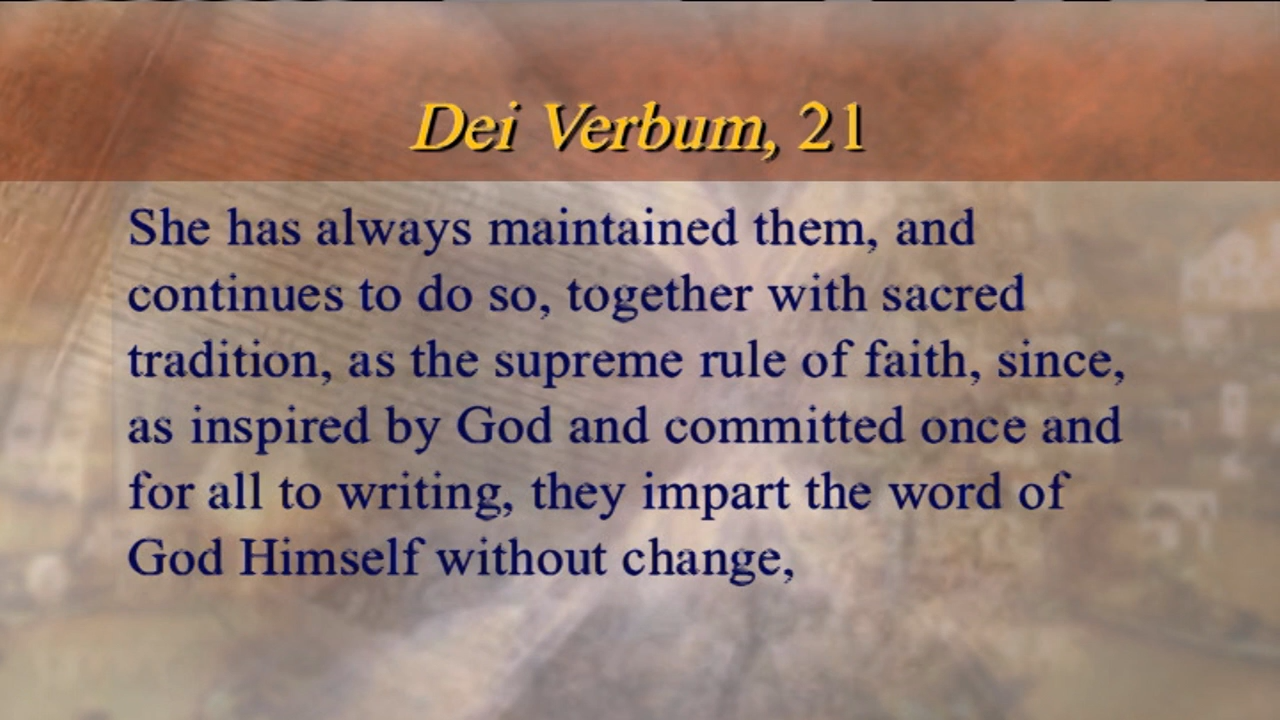 Dei Verbum, 21
She has always maintained them, and
continues to do so, together with sacred
tradition, as the supreme rule of faith, since,
as inspired by God and committed once and
for all to writing, they impart the word of
God Himself without change,